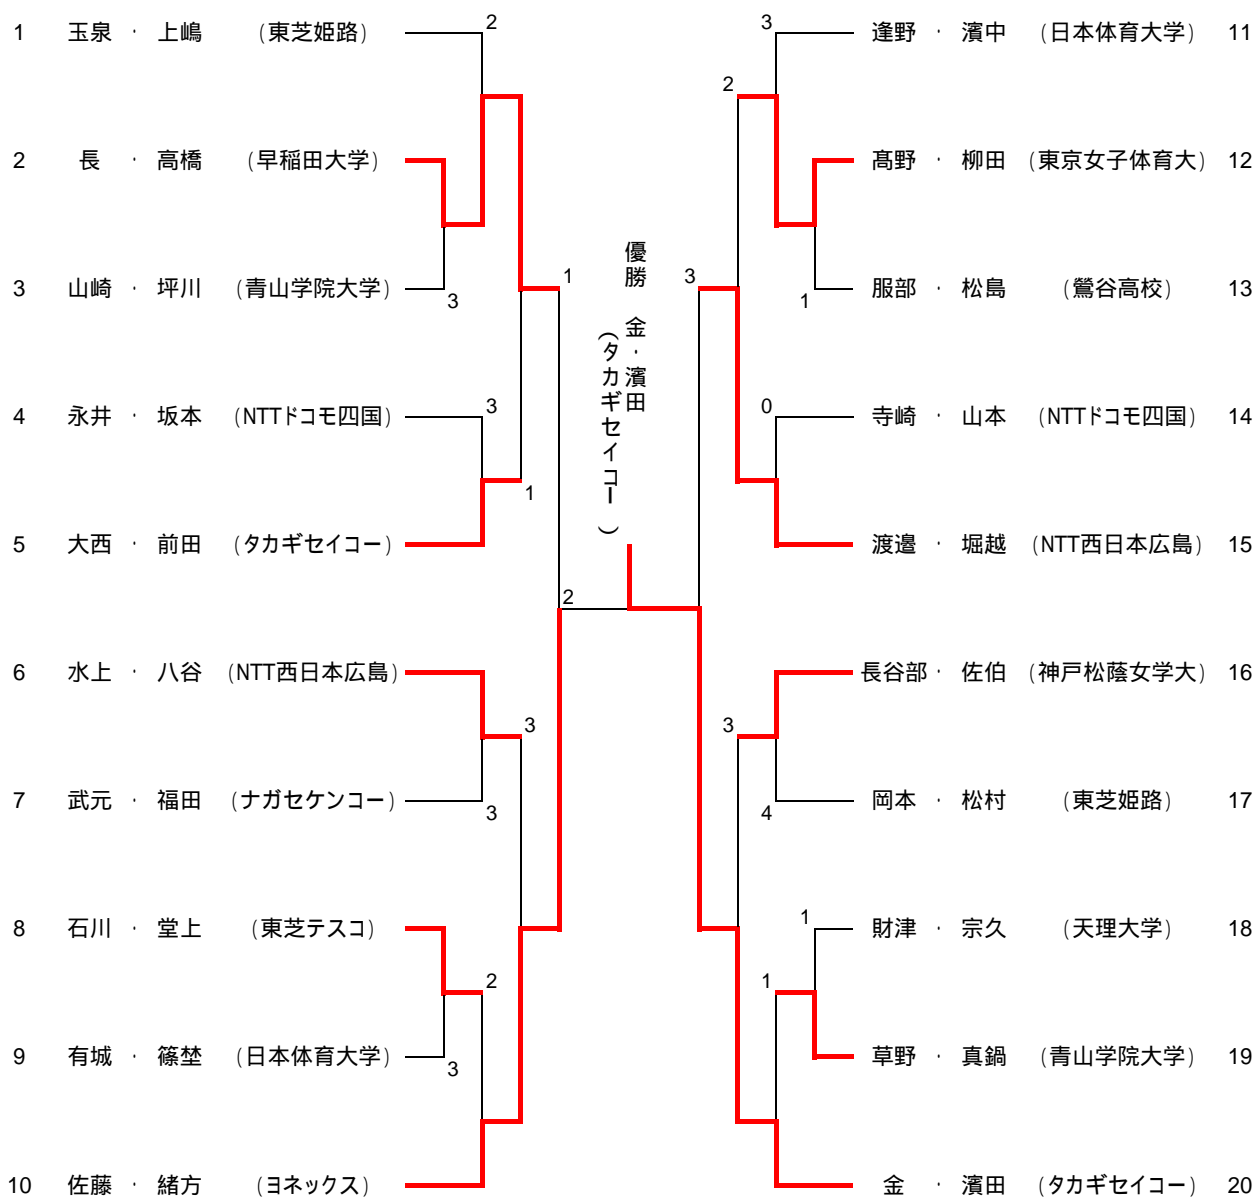 1 玉泉 ・ 上嶋 (東芝姫路)
2 長 ・ 高橋 (早稲田大学)
3 山崎 ・ 坪川 (青山学院大学)
4 永井 ・ 坂本 (NTTドコモ四国)
5 大西 ・ 前田 (タカギセイコー)
6 水上 ・ 八谷 (NTT西日本広島)
7 武元 ・ 福田 (ナガセケンコー)
8 石川 ・ 堂上 (東芝テスコ)
9 有城 ・ 篠埜 (日本体育大学)
10 佐藤 ・ 緒方 (ヨネックス)
2
3
3
1
1
3
3
2
3
2
優勝 金・濱田
(タカギセイコー)
3
2
1
3
0
3
4
1
1
逢野 ・ 濱中 (日本体育大学) 11
髙野 ・ 柳田 (東京女子体育大) 12
服部 ・ 松島 (鶯谷高校) 13
寺崎 ・ 山本 (NTTドコモ四国) 14
渡邉 ・ 堀越 (NTT西日本広島) 15
長谷部 ・ 佐伯 (神戸松蔭女学大) 16
岡本 ・ 松村 (東芝姫路) 17
財津 ・ 宗久 (天理大学) 18
草野 ・ 真鍋 (青山学院大学) 19
金 ・ 濱田 (タカギセイコー) 20